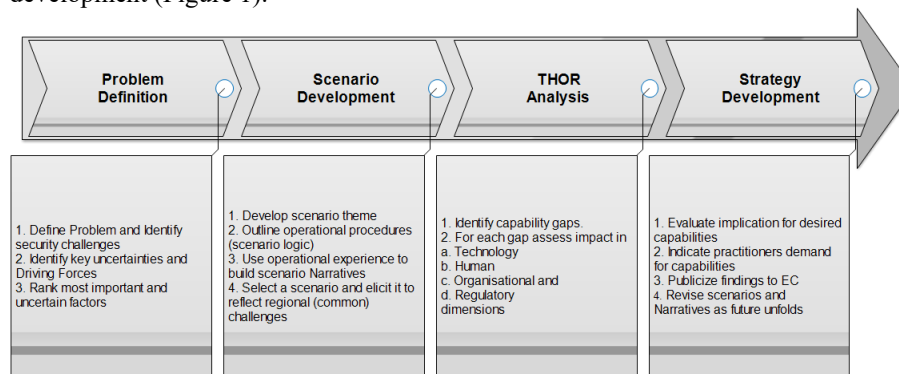 development (Figure 1).
Problem
Definition
Scenario
Development
THOR
Analysis
Strategy
Development
1. Define Problem and Identify
security challenges
2. Identify key uncertainties and
Driving Forces
3. Rank most important and
uncertain factors
1. Develop scenario theme
2. Outline operational procedures
(scenario logic)
3. Use operational experience to
build scenario Narratives
4. Select a scenario and elicit it to
reflect regional (common)
challenges
1. Identify capability gaps.
2. For each gap assess impact in
a. Technology
b. Human
c. Organisational and
d. Regulatory
dimensions
1. Evaluate implication for desired
capabilities
2. Indicate practitioners demand
for capabilities
3. Publicize findings to EC
4. Revise scenarios and
Narratives as future unfolds